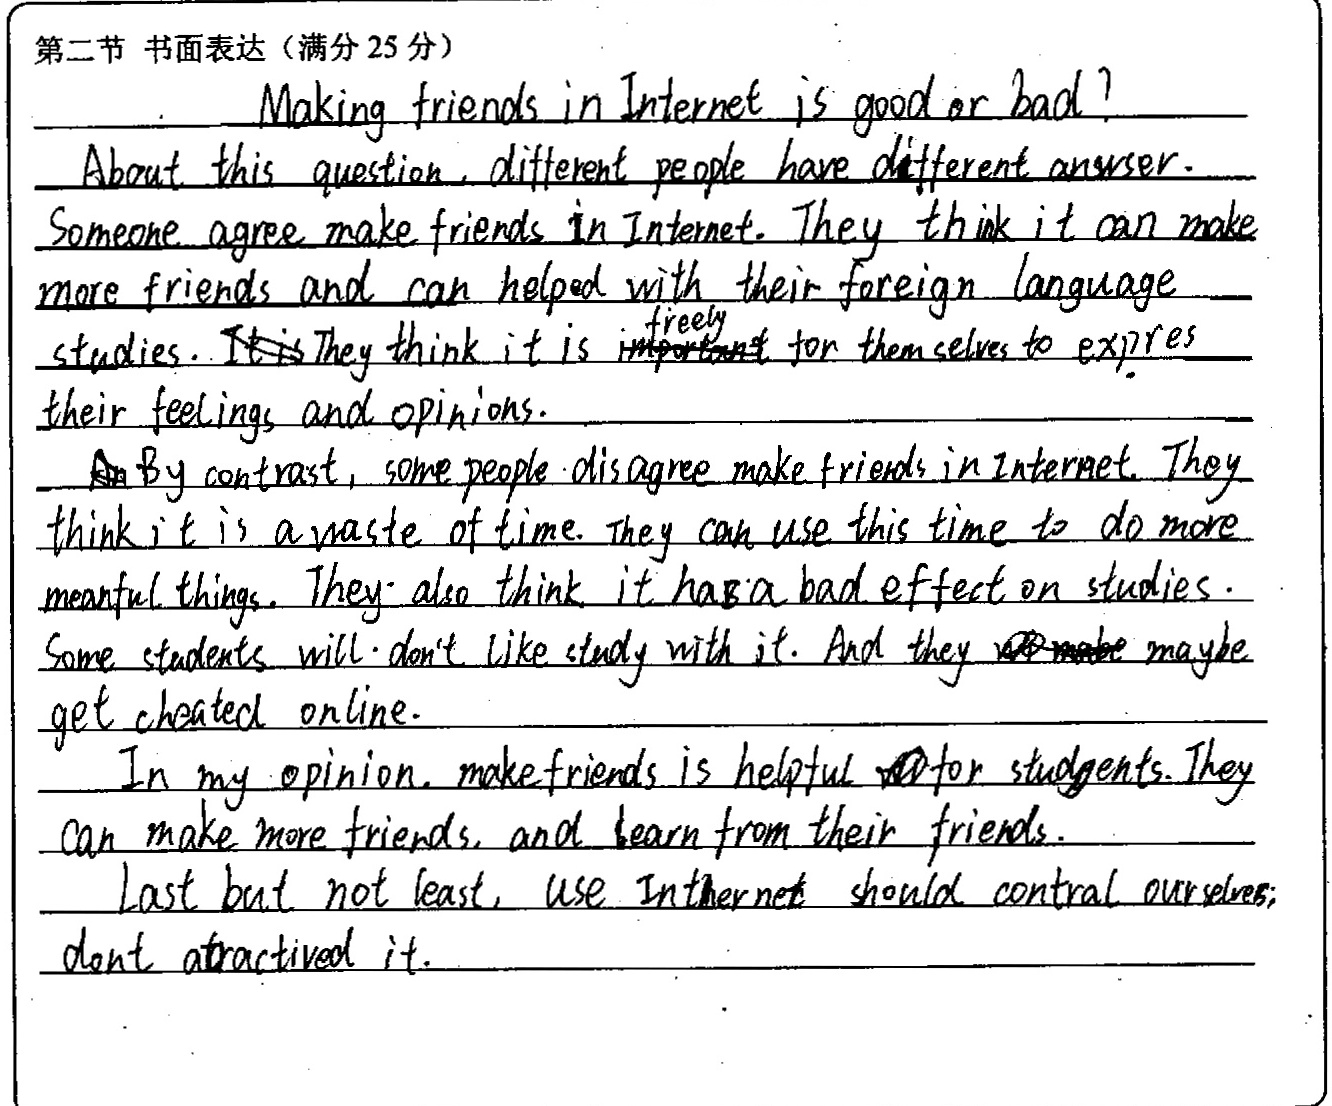 第二节 书面表达（满分 25 分）
Making friends in Internet is good or bad?
About this question, different people have different answser.
Someone agree make friends in Internet. They think it can make
more friends and can helped with their foreign language
studies. They think it is freely for themselves to expres
their feelings and opinions.
By contrast, some people disagree make friends in Internet. They
think it is a waste of time. They can use this time to do more
meanful things. They also think it has a bad effect on studies.
Some students will don't like study with it. And they maybe
get cheated online.
In my opinion, make friends is helpful for studgents. They
can make more friends, and learn from their friends.
Last but not least, use Inthernet should contral ourselves;
dont atractived it.